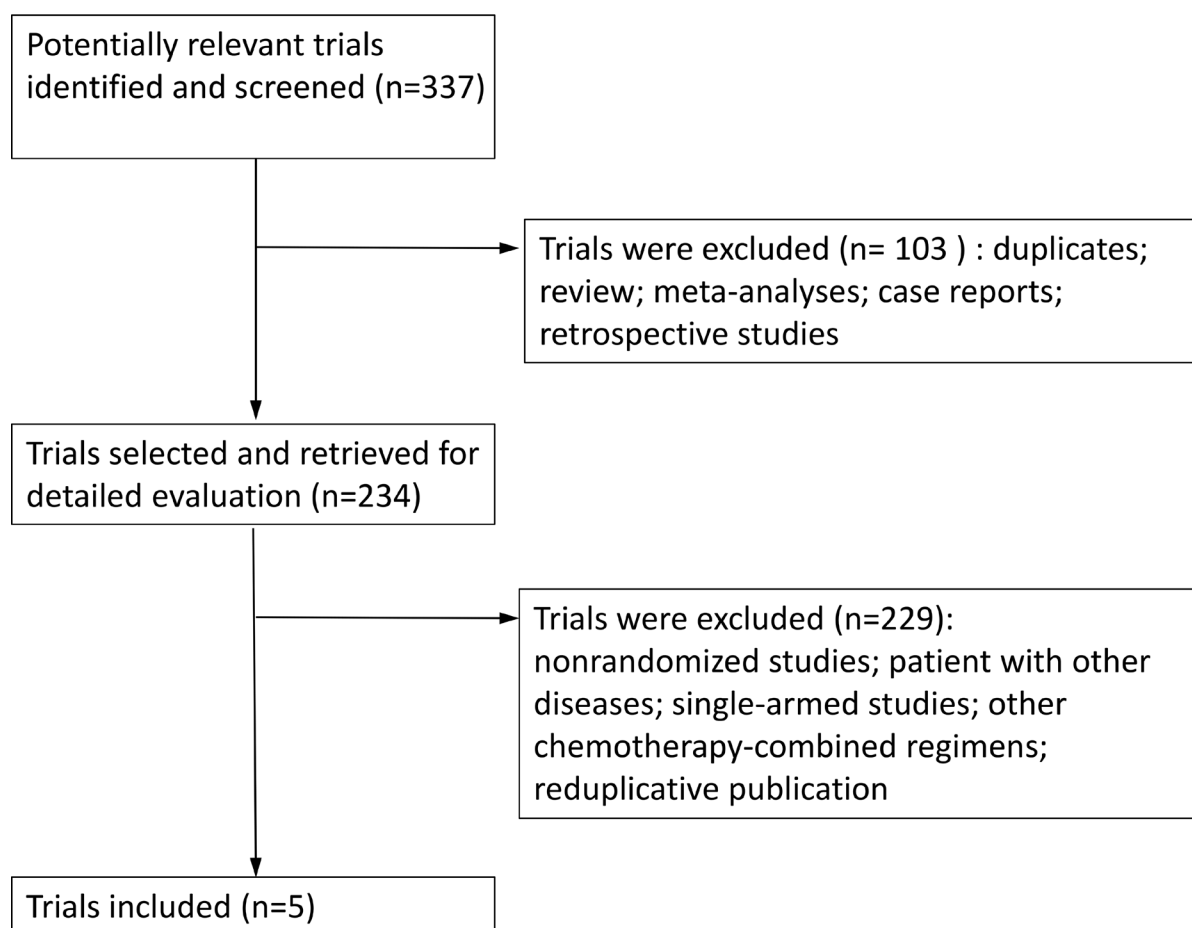 Potentially relevant trials
identified and screened (n=337)
Trials were excluded (n= 103 ) : duplicates;
review; meta-analyses; case reports;
retrospective studies
Trials selected and retrieved for
detailed evaluation (n=234)
Trials were excluded (n=229):
nonrandomized studies; patient with other
diseases; single-armed studies; other
chemotherapy-combined regimens;
reduplicative publication
Trials included (n=5)